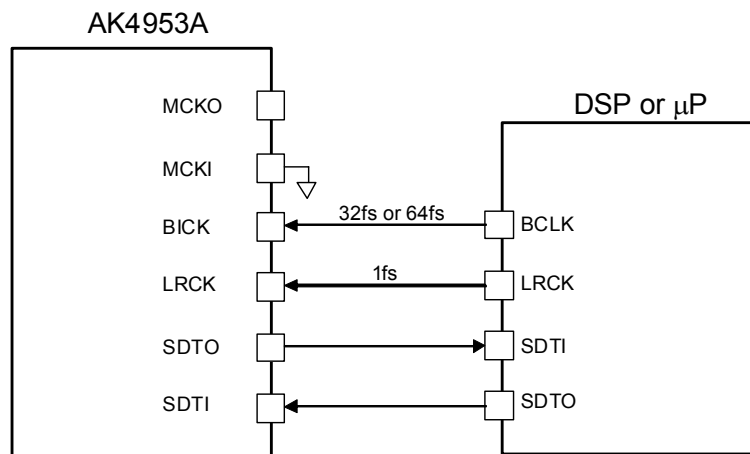 AK4953A
DSP or μP
MCKO
MCKI
BICK
32fs or 64fs
BCLK
LRCK
1fs
LRCK
SDTO
SDTI
SDTI
SDTO